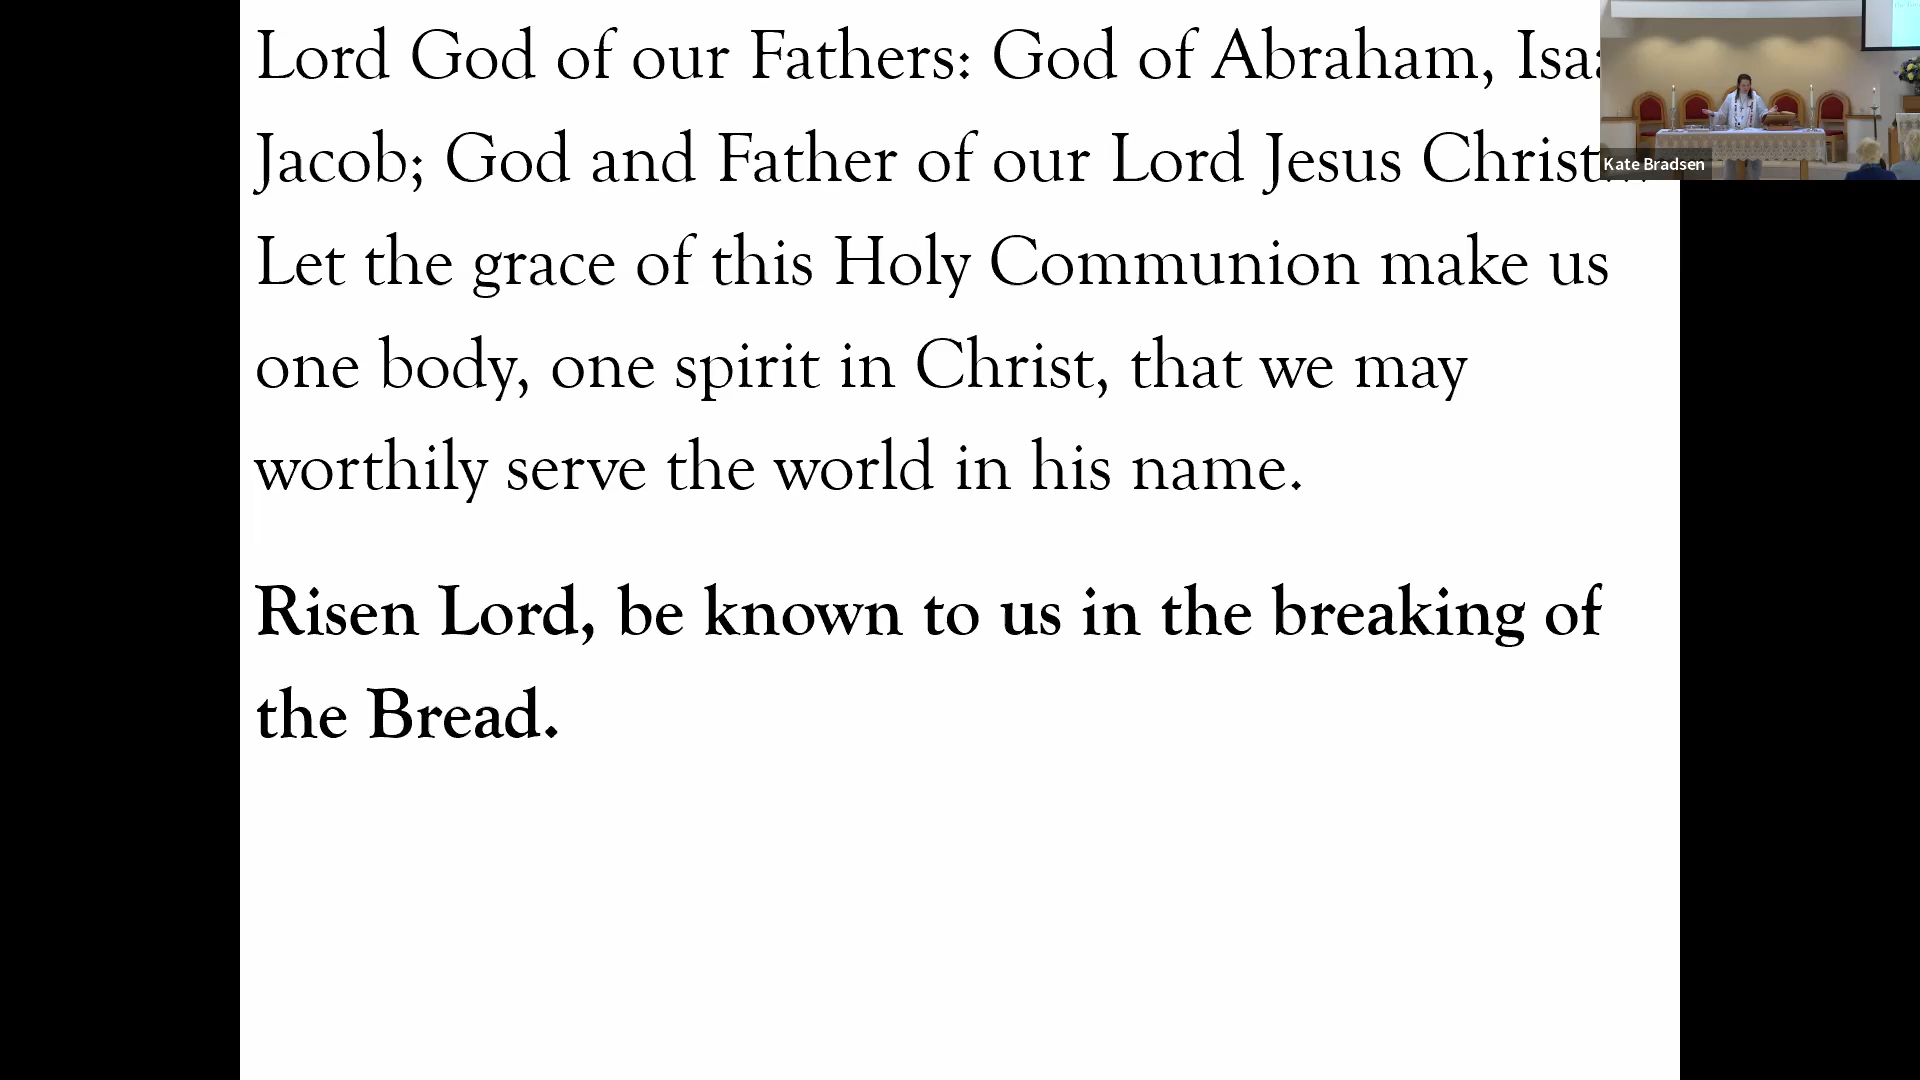 Lord God of our Fathers: God of Abraham, Isa
Jacob; God and Father of our Lord Jesus Christ...
Let the grace of this Holy Communion make us
one body, one spirit in Christ, that we may
worthily serve the world in his name.
Risen Lord, be known to us in the breaking of
the Bread.
Kate Bradsen